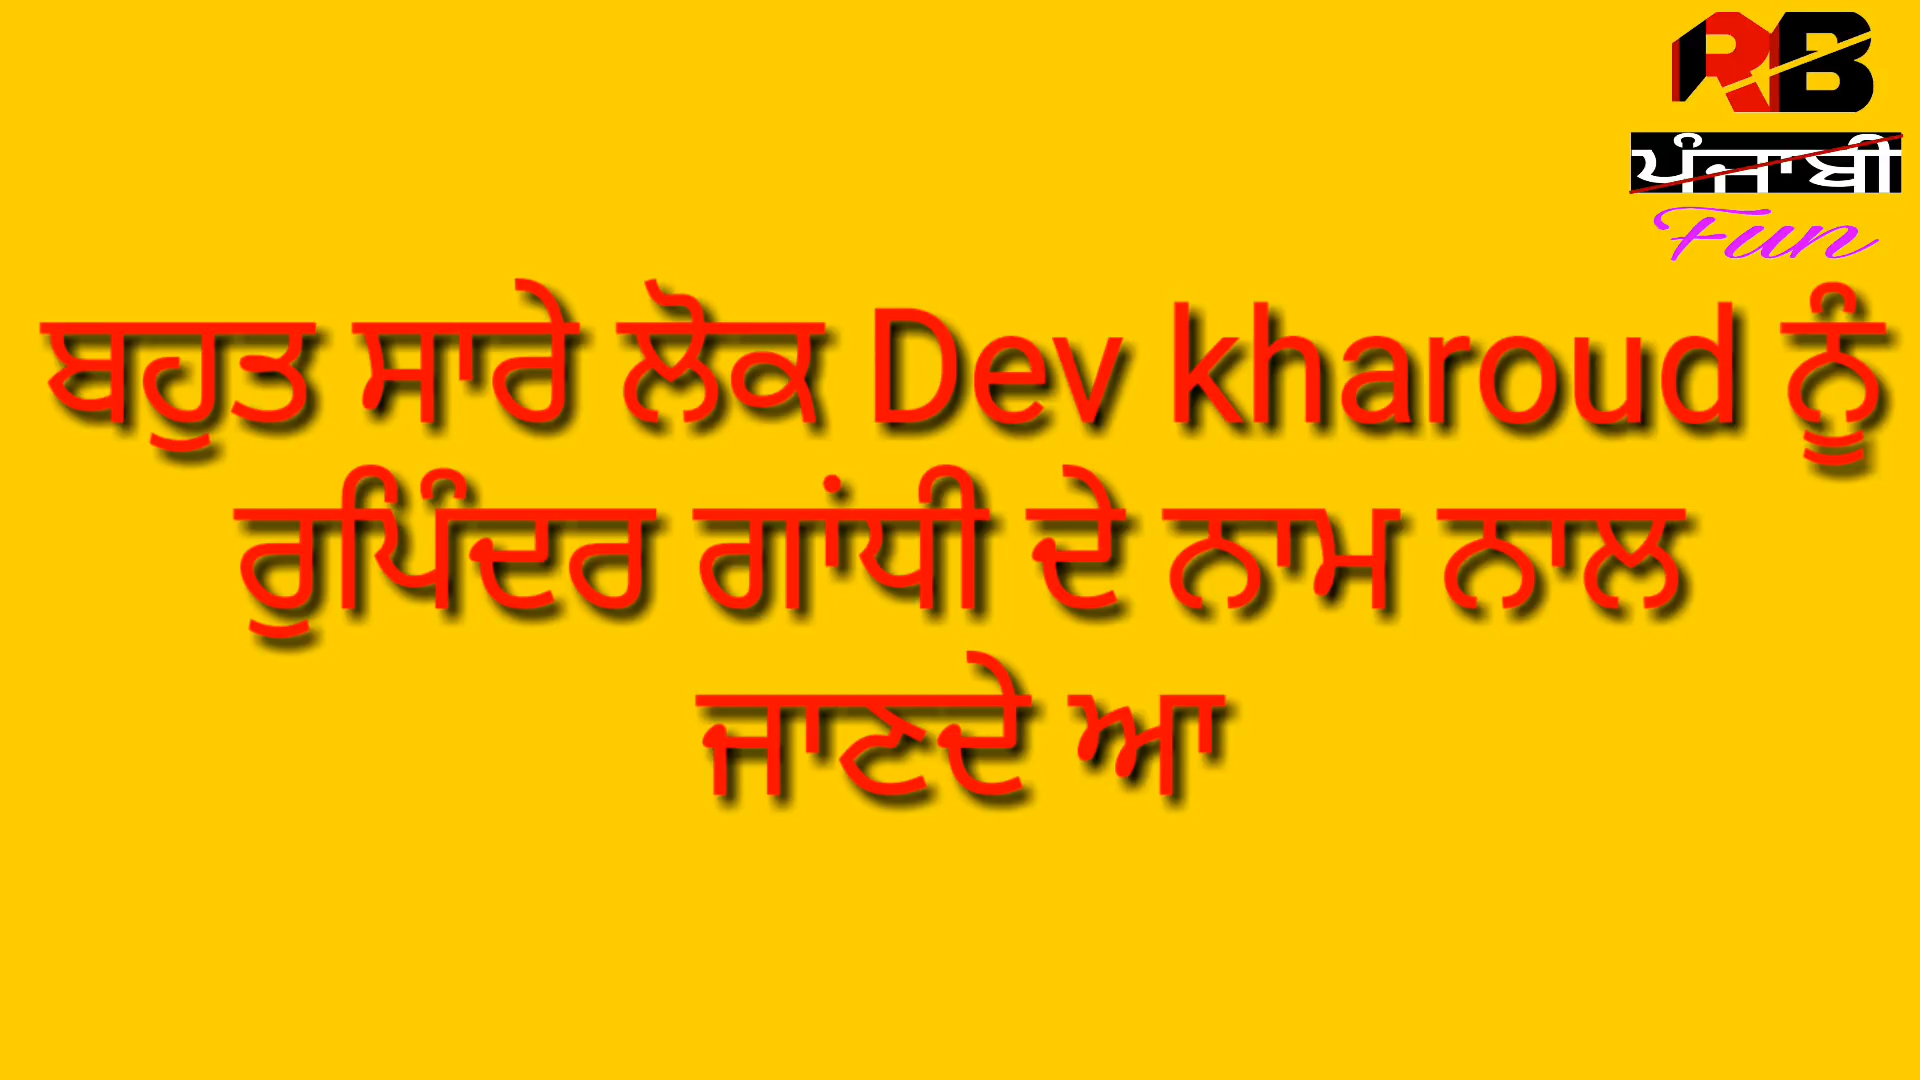 RB
ਪੰਜਾਬੀ
Fun
ਬਹੁਤ ਸਾਰੇ ਲੋਕ Dev kharoud ਨੂੰ
ਰੁਪਿੰਦਰ ਗਾਂਧੀ ਦੇ ਨਾਮ ਨਾਲ
ਜਾਣਦੇ ਆ